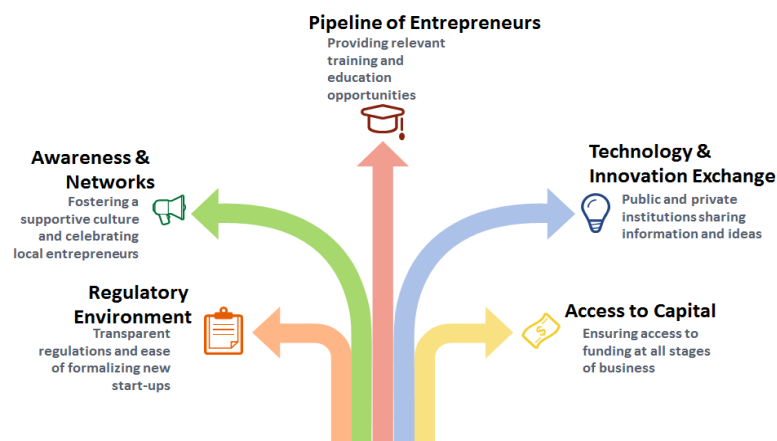 Pipeline of Entrepreneurs
Providing relevant
training and
education
opportunities
Awareness &
Networks
Fostering a
supportive culture
and celebrating
local entrepreneurs
Technology &
Innovation Exchange
Public and private
institutions sharing
information and ideas
Regulatory
Environment
Transparent
regulations and ease
of formalizing new
start-ups
Access to Capital
Ensuring access to
funding at all stages
of business
$